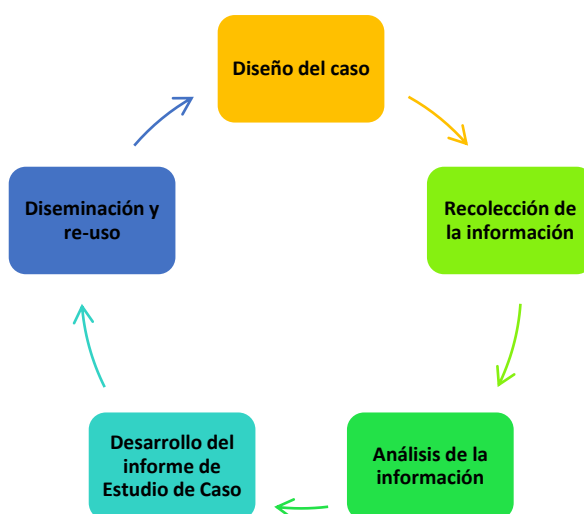 Diseño del caso
Recolección de
la información
Análisis de la
información
Desarrollo del
informe de
Estudio de Caso
Diseminación y
re-uso